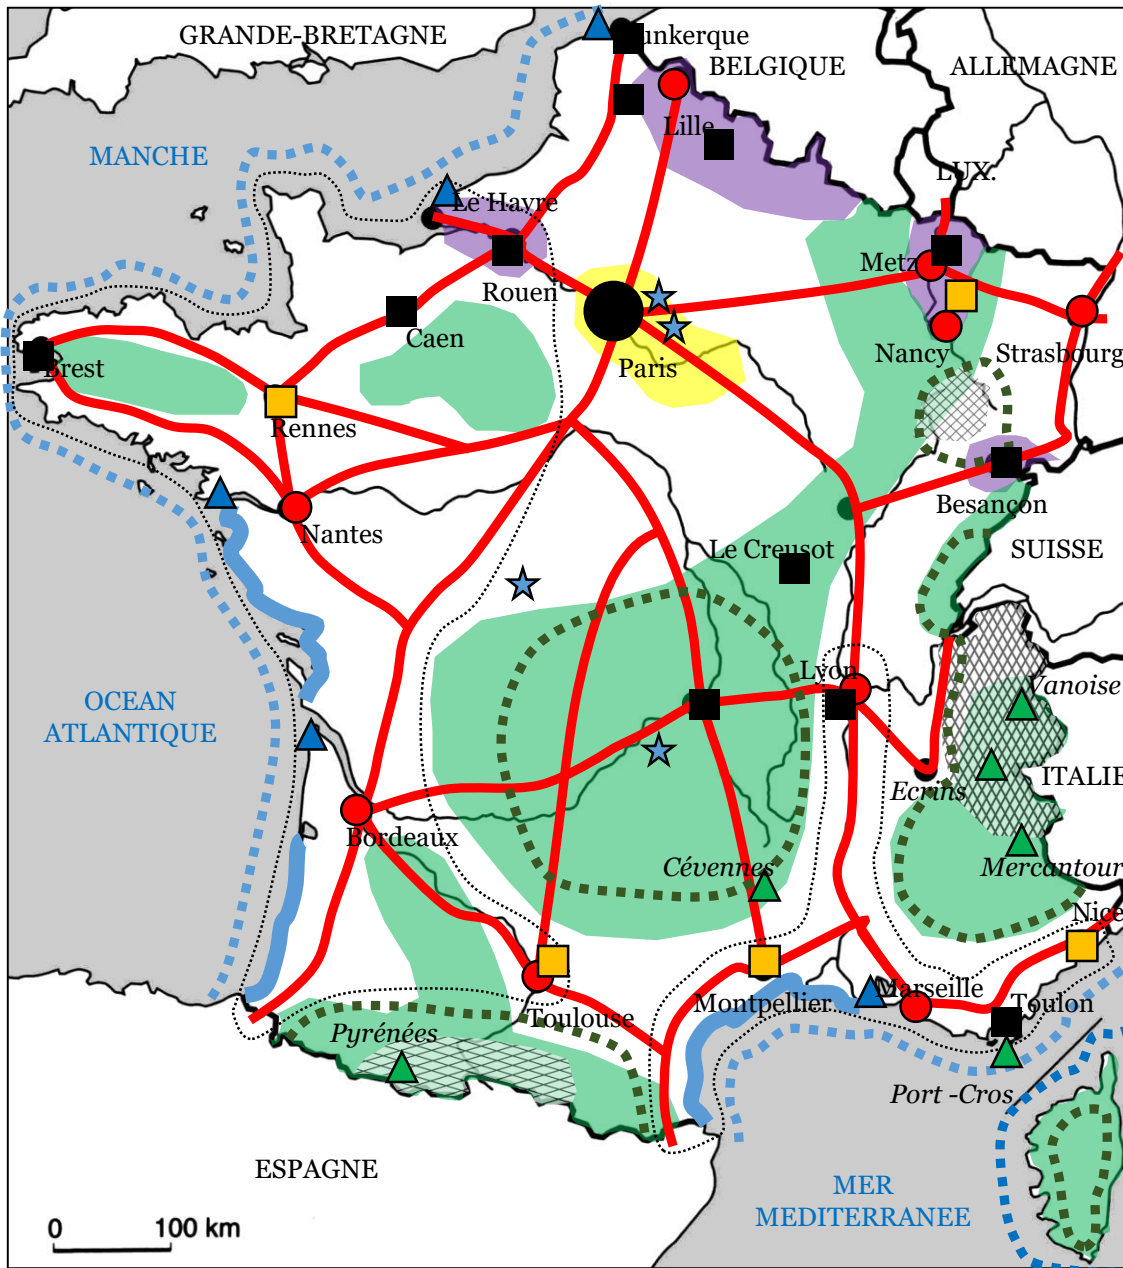 GRANDE-BRETAGNE
unkerque
BELGIQUE
ALLEMAGNE
Lille
MANCHE
LUX.
Le Havre
Metz
Rouen
Caen
Paris
Nancy
Strasbourg
Brest
Rennes
Besançon
Nantes
Le Creusot
SUISSE
Lyon
Vanoise
OCEAN
ATLANTIQUE
ITALIE
Ecrins
Bordeaux
Cévennes
Mercantour
Nice
Marseille
Montpellier
Toulon
Toulouse
Pyrénées
Port -Cros
ESPAGNE
MER
MEDITERRANEE
0 100 km